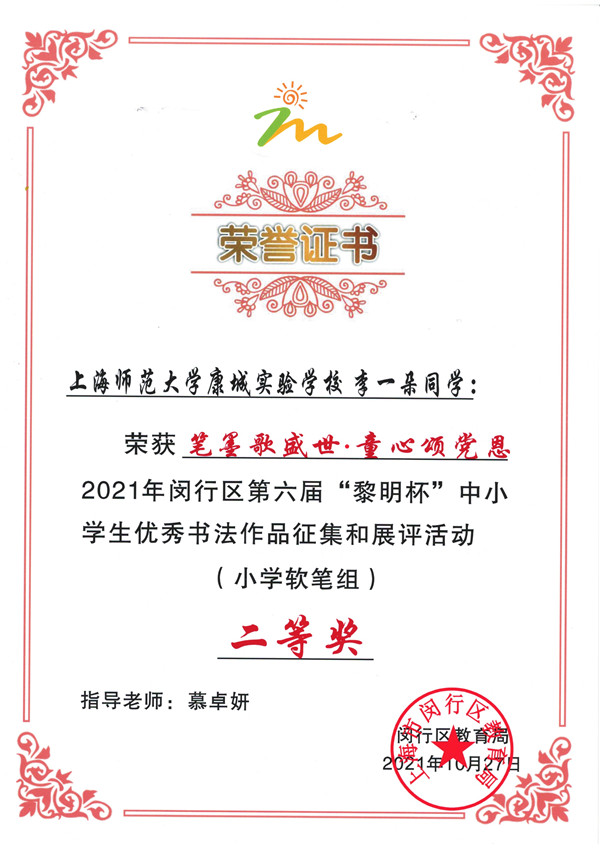 荣誉证书
上海师范大学康城实验学校 李一朵同学：
荣获 笔墨歌盛世·童心颂党恩
2021年闵行区第六届“黎明杯”中小
学生优秀书法作品征集和展评活动
（小学软笔组）
二等奖
指导老师：慕卓妍
闵行区教育局
2021年10月27日
上海市闵行区教育局